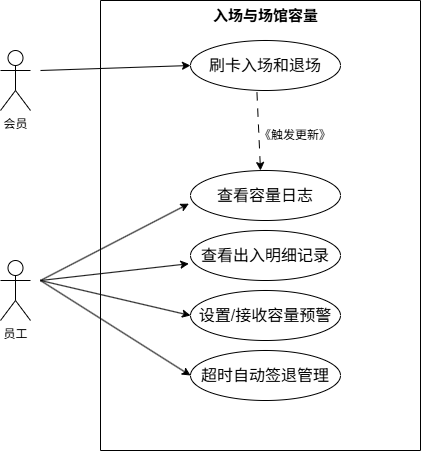 入场与场馆容量
刷卡入场和退场
会员
《触发更新》
查看容量日志
查看出入明细记录
设置/接收容量预警
员工
超时自动签退管理